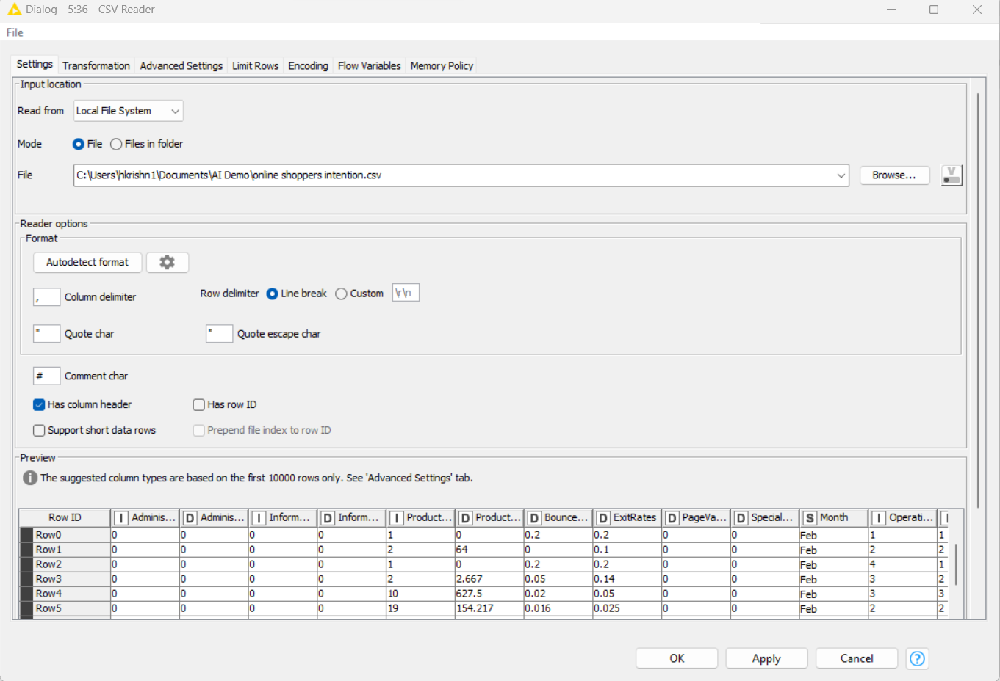 Dialog - 5:36 - CSV Reader
File
Settings Transformation Advanced Settings Limit Rows Encoding Flow Variables Memory Policy
Input location
Read from Local File System
Mode File Files in folder
File C:\Users\hkrishn1\Documents\AI Demo\online shoppers intention.csv Browse... V
Reader options
Format
Autodetect format
, Column delimiter Row delimiter Line break Custom \r\n
" Quote char " Quote escape char
# Comment char
Has column header Has row ID
Support short data rows Prepend file index to row ID
Preview
i The suggested column types are based on the first 10000 rows only. See 'Advanced Settings' tab.
Row ID I Adminis... D Adminis... I Inform... D Inform... I Product... D Product... D Bounce... D ExitRates D PageVa... D Special... S Month I Operati...
Row0 0 0 0 0 1 0 0.2 0.2 0 0 Feb 1 1
Row1 0 0 0 0 2 64 0 0.1 0 0 Feb 2 2
Row2 0 0 0 0 1 0 0.2 0.2 0 0 Feb 4 1
Row3 0 0 0 0 2 2.667 0.05 0.14 0 0 Feb 3 2
Row4 0 0 0 0 10 627.5 0.02 0.05 0 0 Feb 3 3
Row5 0 0 0 0 19 154.217 0.016 0.025 0 0 Feb 2 2
OK Apply Cancel ?